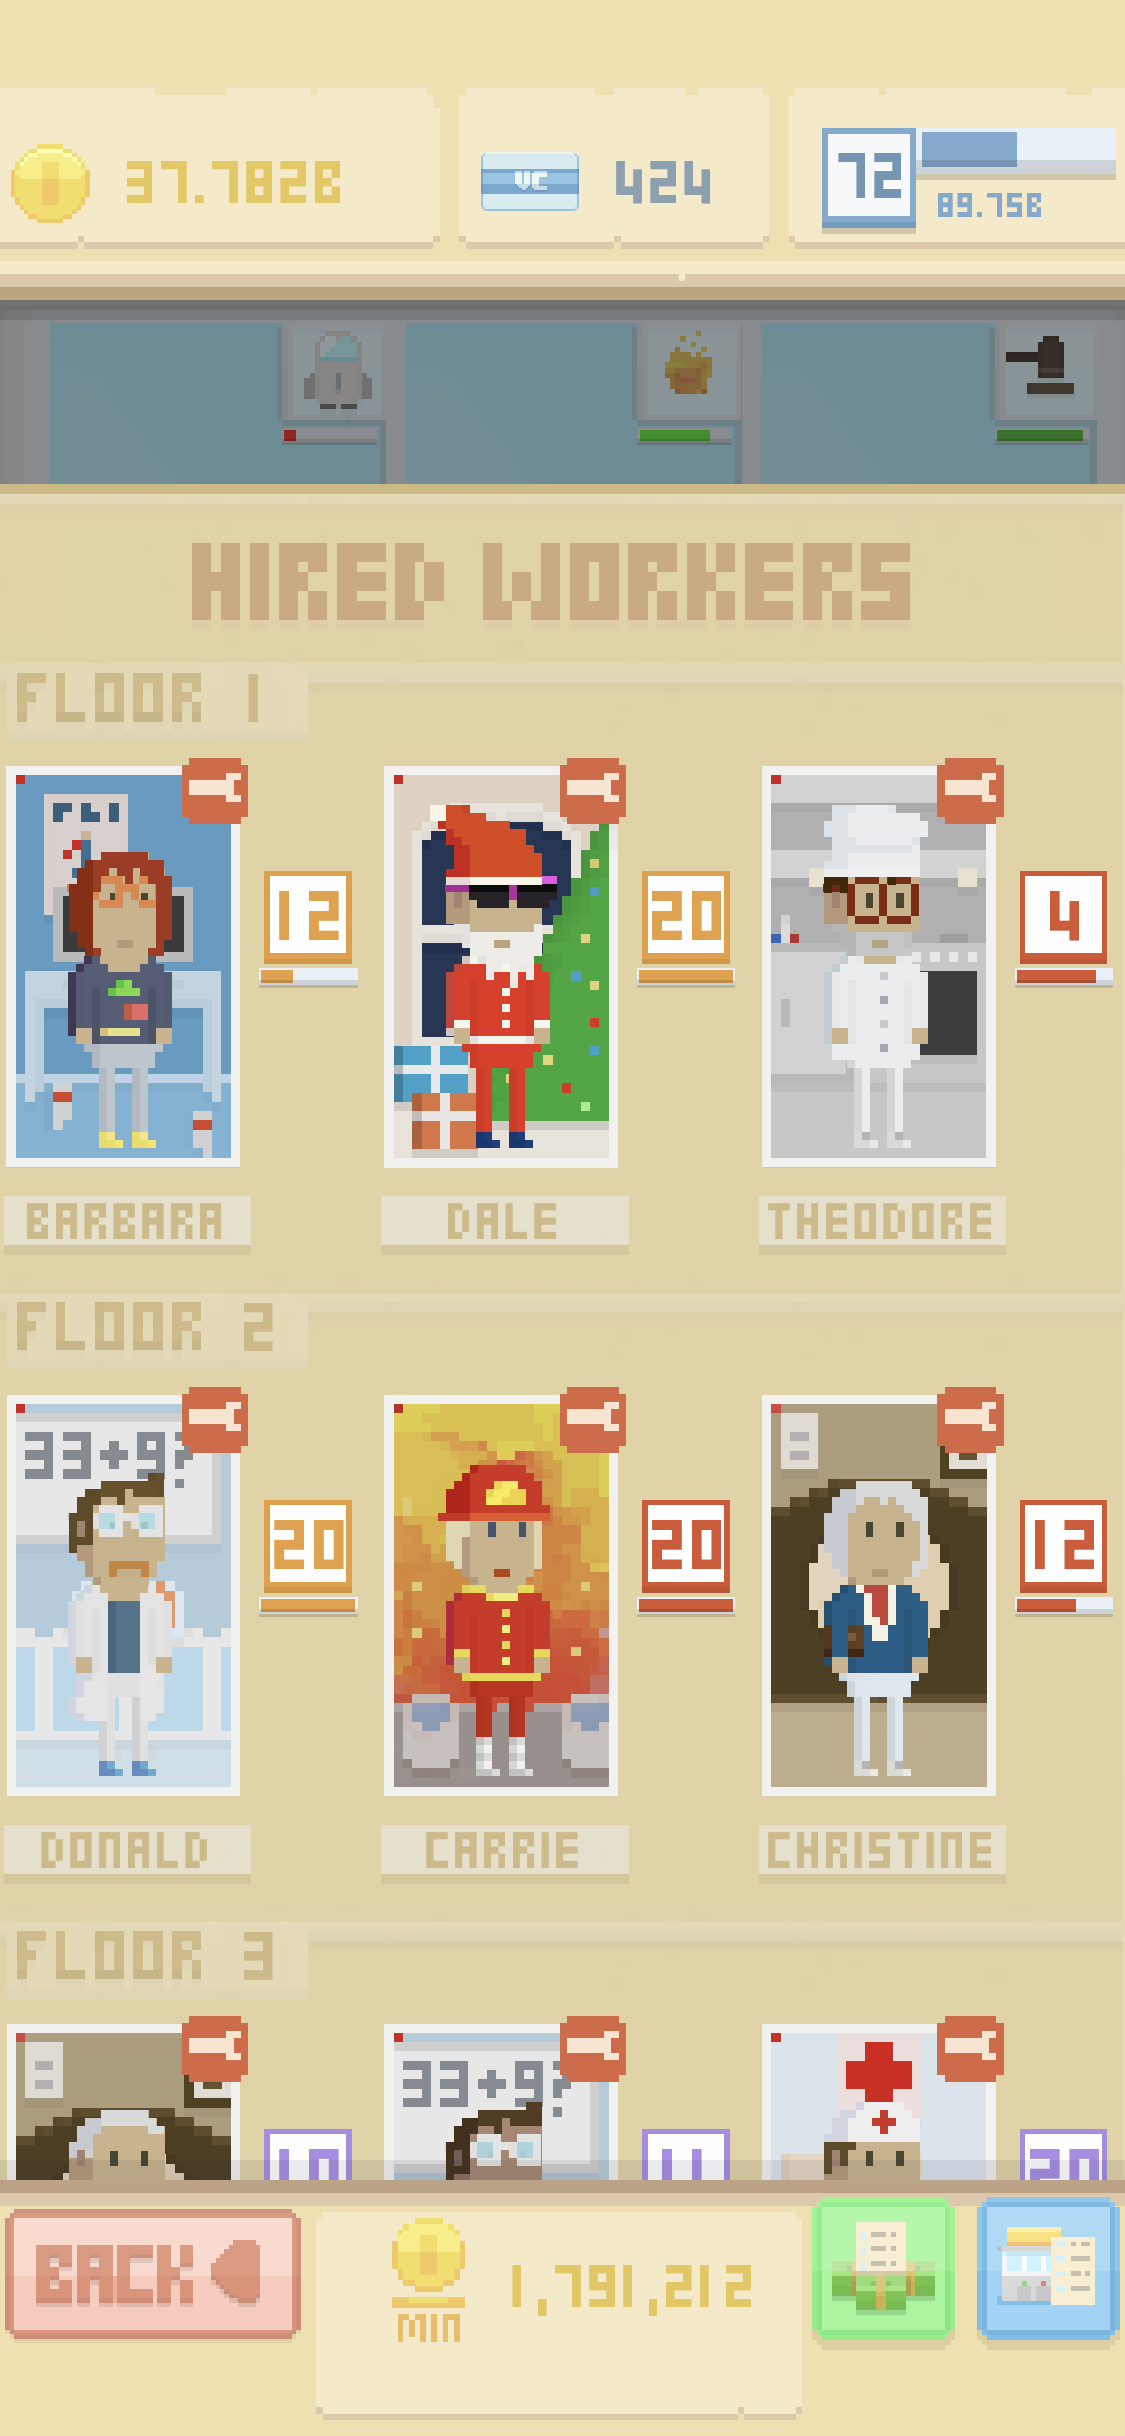 37.782B
VC
424
72
89.75B
HIRED WORKERS
FLOOR 1
12
20
4
BARBARA
DALE
THEODORE
FLOOR 2
33+9?
20
20
12
DONALD
CARRIE
CHRISTINE
FLOOR 3
33+9?
20
BACK
MIN
1,791,212